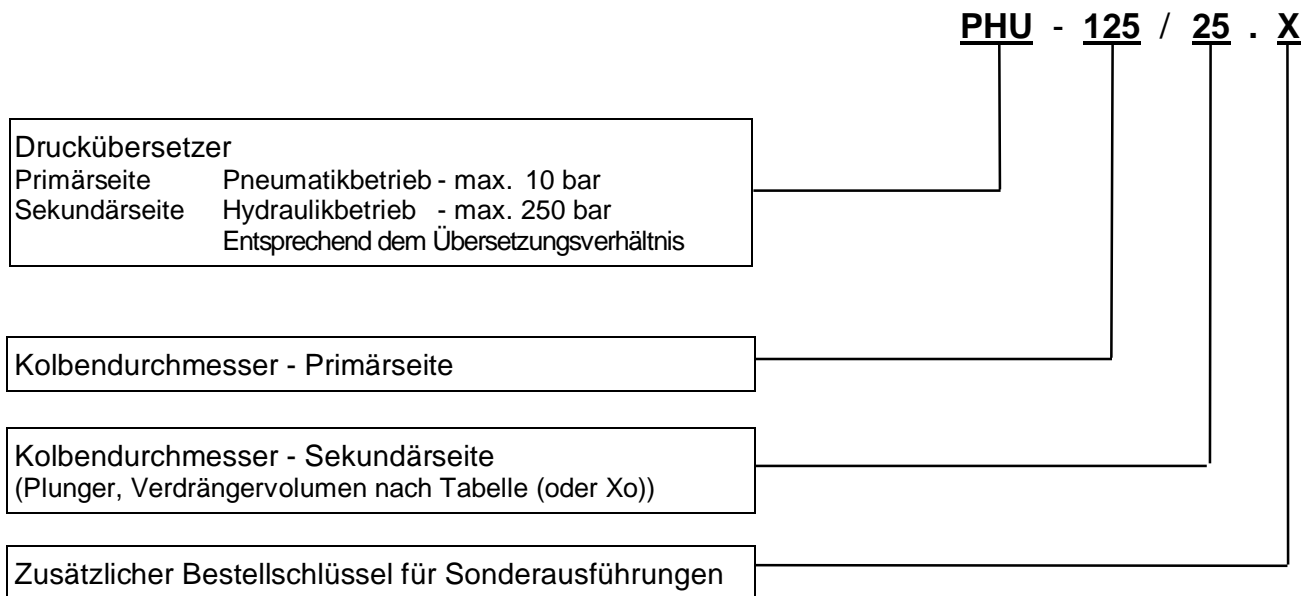 PHU - 125 / 25 . X
Druckübersetzer
Primärseite Pneumatikbetrieb - max. 10 bar
Sekundärseite Hydraulikbetrieb - max. 250 bar
Entsprechend dem Übersetzungsverhältnis
Kolbendurchmesser - Primärseite
Kolbendurchmesser - Sekundärseite
(Plunger, Verdrängervolumen nach Tabelle (oder Xo))
Zusätzlicher Bestellschlüssel für Sonderausführungen